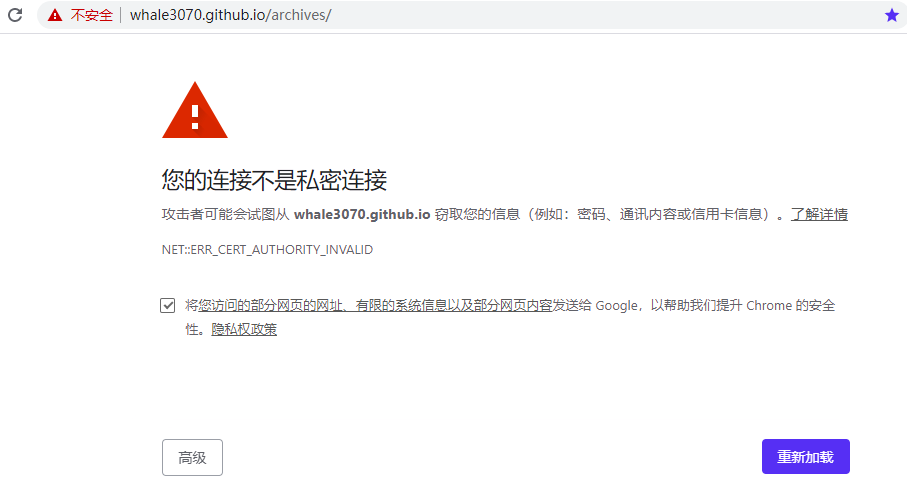 不安全 whale3070.github.io/archives/
您的连接不是私密连接
攻击者可能会试图从 whale3070.github.io 窃取您的信息（例如：密码、通讯内容或信用卡信息）。了解详情
NET::ERR_CERT_AUTHORITY_INVALID
将您访问的部分网页的网址、有限的系统信息以及部分网页内容发送给 Google，以帮助我们提升 Chrome 的安全
性。隐私权政策
高级 重新加载